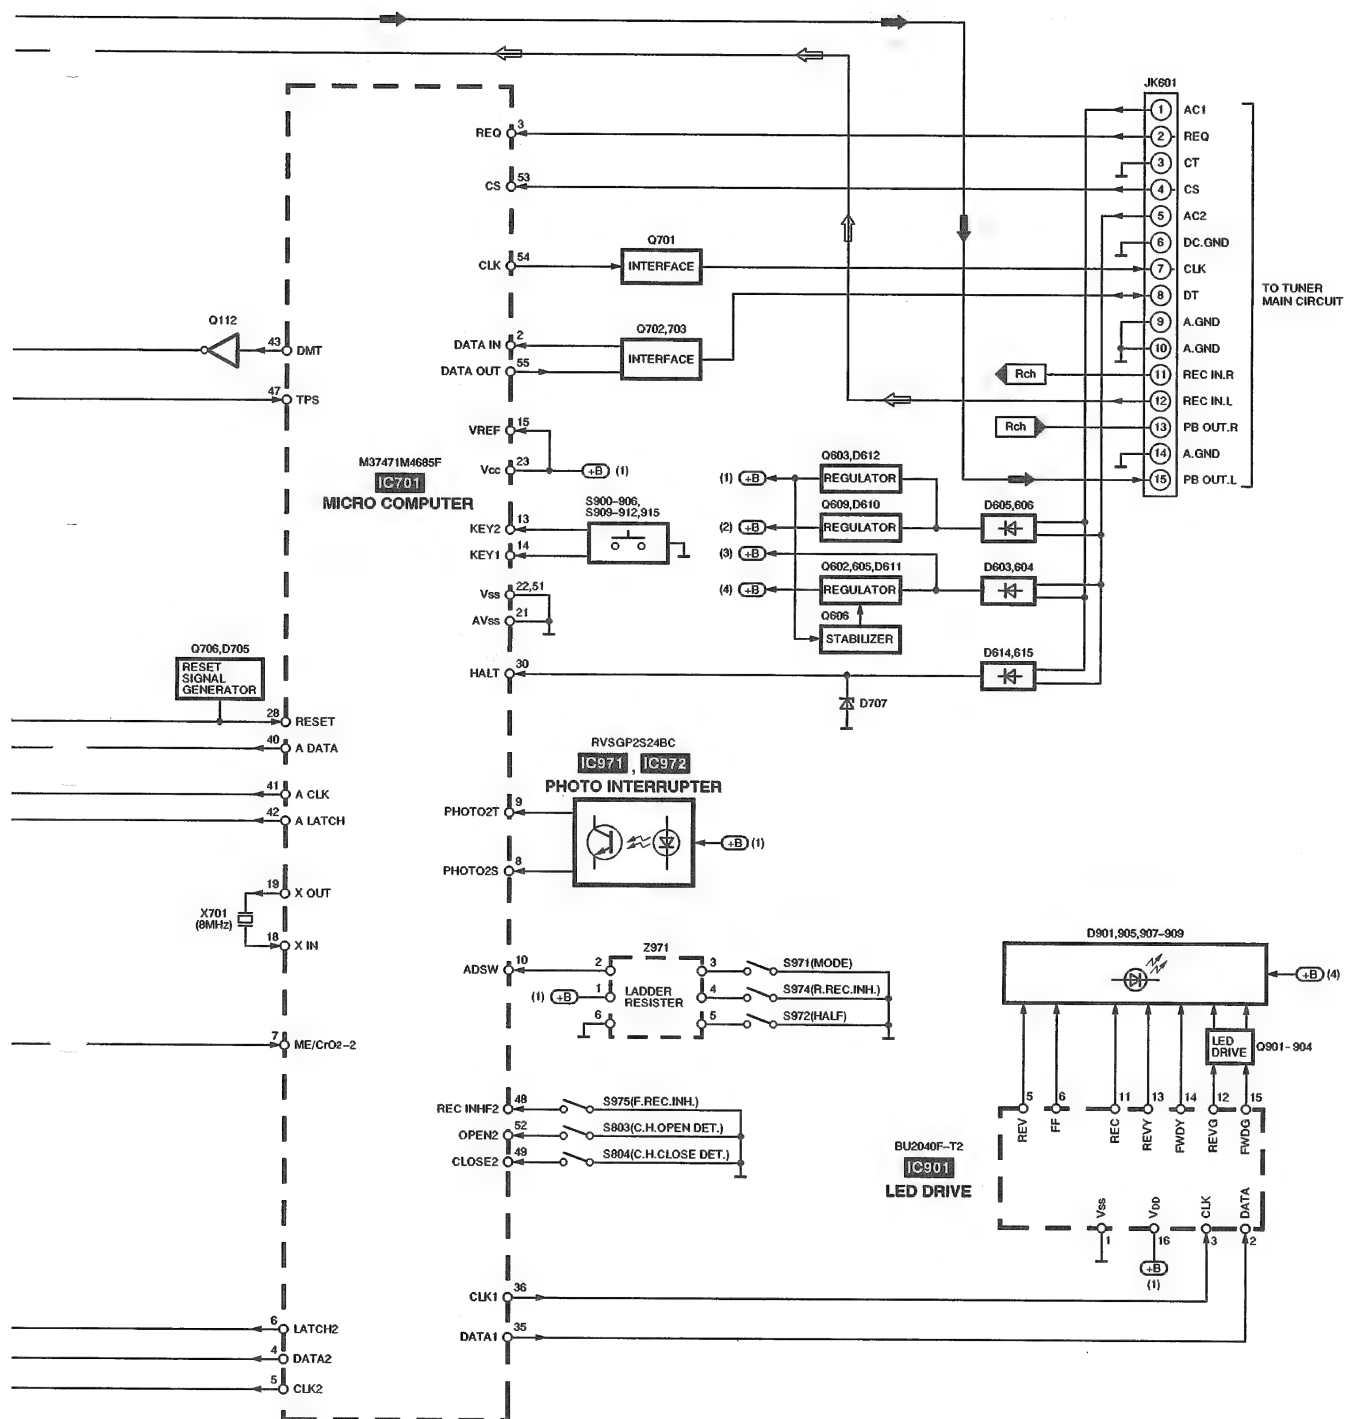 JK601
1 AC1
2 REQ
3 CT
4 CS
5 AC2
6 DC.GND
7 CLK
8 DT
9 A.GND
10 A.GND
11 REC IN.R
12 REC IN.L
13 PB OUT.R
14 A.GND
15 PB OUT.L
TO TUNER
MAIN CIRCUIT
REQ 3
CS 53
CLK 54
Q701
INTERFACE
Q112
43 DMT
DATA IN 2
DATA OUT 55
Q702,703
INTERFACE
Rch
Rch
47 TPS
VREF 15
Vcc 23
+B (1)
M37471M4685F
IC701
MICRO COMPUTER
KEY2 13
KEY1 14
S900-906,
S909-912,915
Vss 22,51
AVss 21
HALT 30
Q603,D612
(1) +B REGULATOR
Q609,D610
(2) +B REGULATOR
(3) +B
Q602,605,D611
(4) +B REGULATOR
Q606
STABILIZER
D605,606
D603,604
D614,615
D707
Q706,D705
RESET
SIGNAL
GENERATOR
28 RESET
40 A DATA
41 A CLK
42 A LATCH
RVSGP2S24BC
IC971 , IC972
PHOTO INTERRUPTER
PHOTO2T 9
PHOTO2S 8
+B (1)
19 X OUT
X701
(8MHz)
18 X IN
ADSW 10
Z971
LADDER
RESISTER
2
(1) +B 1
6
3 S971(MODE)
4 S974(R.REC.INH.)
5 S972(HALF)
7 ME/CrO2-2
REC INHF2 48 S975(F.REC.INH.)
OPEN2 52 S803(C.H.OPEN DET.)
CLOSE2 49 S804(C.H.CLOSE DET.)
D901,905,907-909
+B (4)
LED
DRIVE
Q901-904
5 6 11 13 14 12 15
REV FF REC REVY FWDY REVG FWDG
BU2040F-T2
IC901
LED DRIVE
Vss VDD CLK DATA
1 16 3 2
+B
(1)
CLK1 36
DATA1 35
6 LATCH2
4 DATA2
5 CLK2